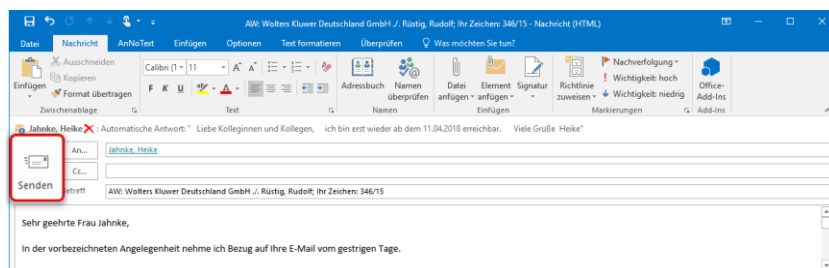 AW: Wolters Kluwer Deutschland GmbH ./. Rüstig, Rudolf; Ihr Zeichen: 346/15 - Nachricht (HTML)
Datei Nachricht AnNoText Einfügen Optionen Text formatieren Überprüfen Was möchten Sie tun?
Einfügen
Ausschneiden
Kopieren
Format übertragen
Zwischenablage
Calibri (T 11
F K U
Text
Adressbuch
Namen überprüfen
Namen
Datei anfügen
Element anfügen
Signatur
Einfügen
Richtlinie zuweisen
Nachverfolgung
Wichtigkeit: hoch
Wichtigkeit: niedrig
Markierungen
Office-Add-Ins
Add-Ins
Jahnke, Heike : Automatische Antwort:" Liebe Kolleginnen und Kollegen, ich bin erst wieder ab dem 11.04.2018 erreichbar. Viele Grüße Heike"
Senden
An... Jahnke, Heike
Cc...
Betreff AW: Wolters Kluwer Deutschland GmbH ./. Rüstig, Rudolf; Ihr Zeichen: 346/15
Sehr geehrte Frau Jahnke,
In der vorbezeichneten Angelegenheit nehme ich Bezug auf Ihre E-Mail vom gestrigen Tage.